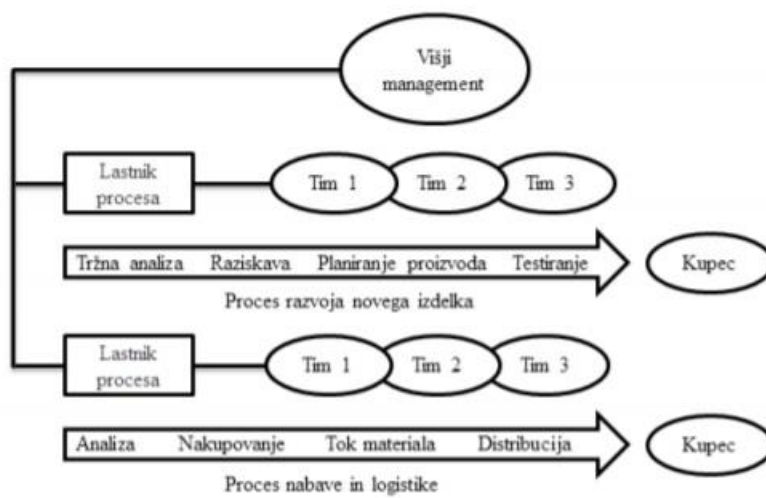 Višji
management
Lastnik
procesa
Tim 1 Tim 2 Tim 3
Tržna analiza Raziskava Planiranje proizvoda Testiranje
Kupec
Proces razvoja novega izdelka
Lastnik
procesa
Tim 1 Tim 2 Tim 3
Analiza Nakupovanje Tok materiala Distribucija
Kupec
Proces nabave in logistike